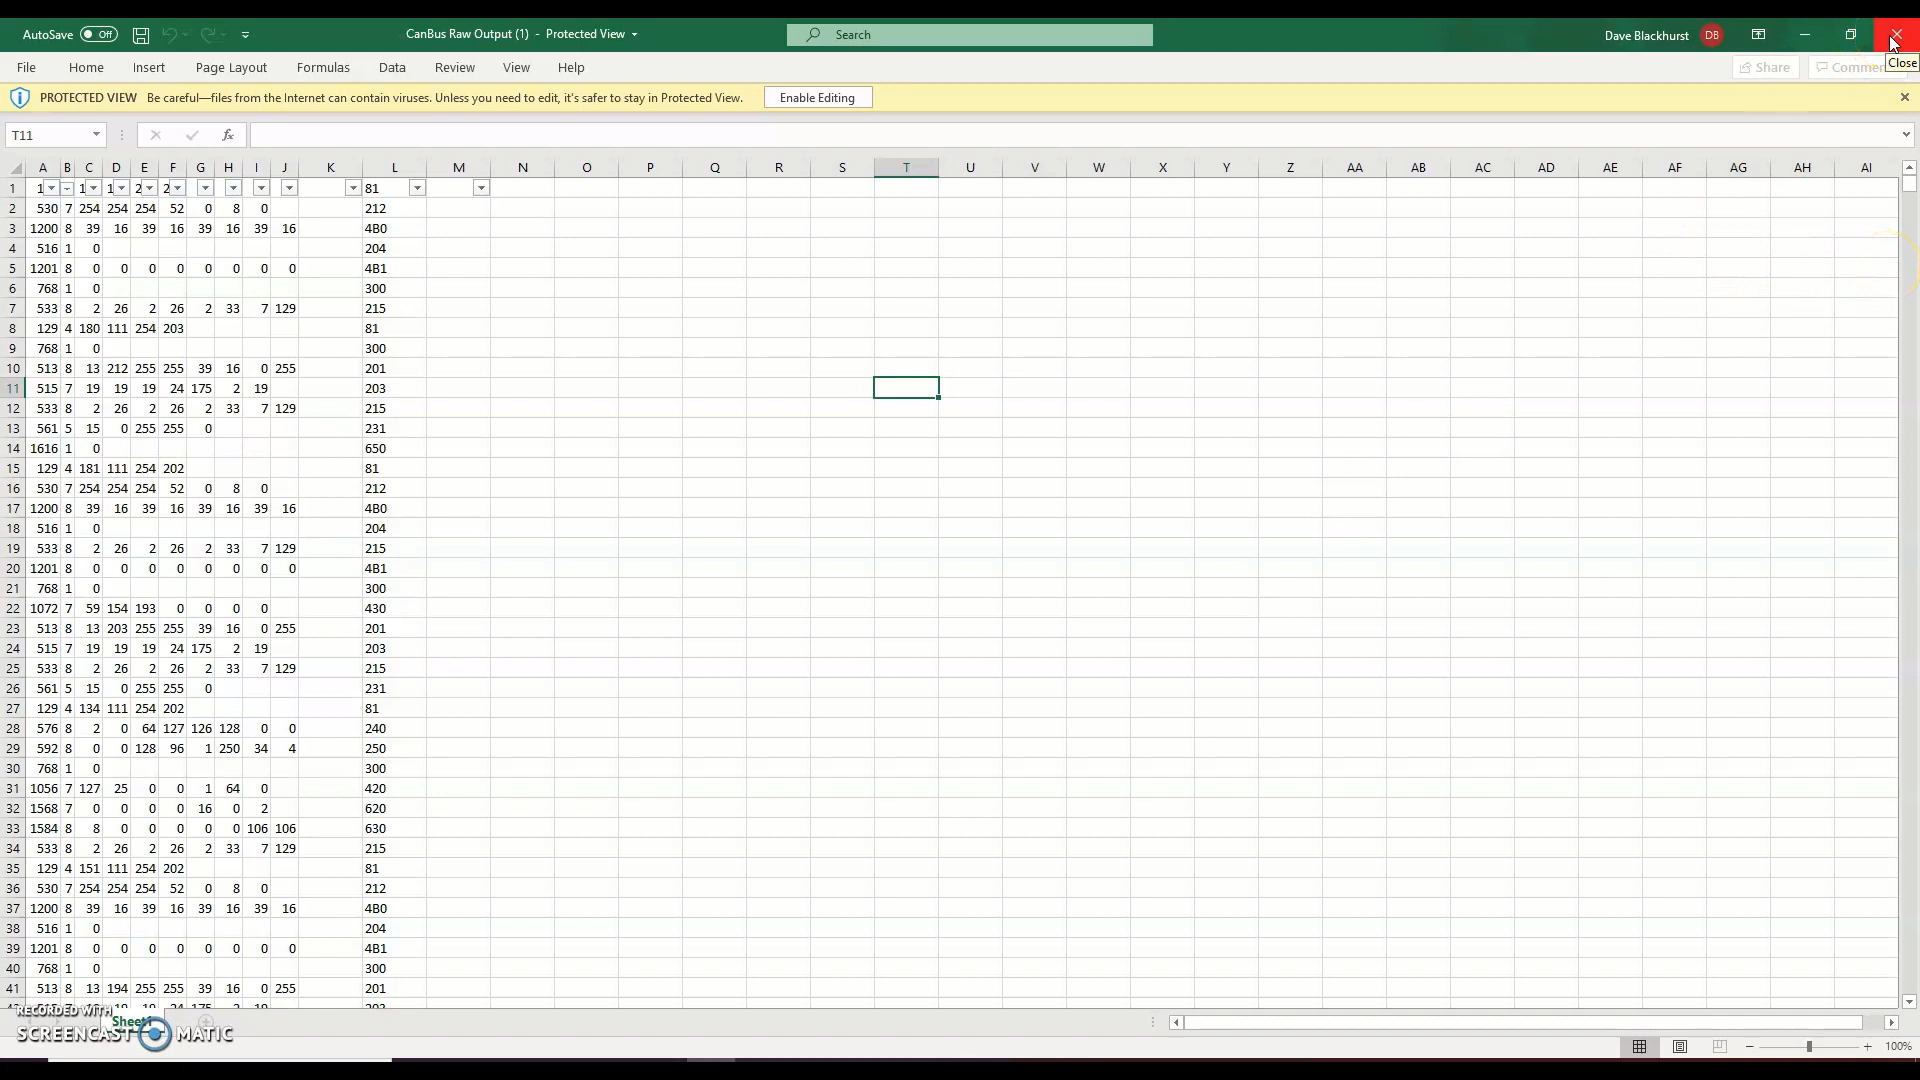 AutoSave Off CanBus Raw Output (1) - Protected View Search Dave Blackhurst DB
File Home Insert Page Layout Formulas Data Review View Help Share Close
PROTECTED VIEW Be careful—files from the Internet can contain viruses. Unless you need to edit, it's safer to stay in Protected View. Enable Editing
T11 fx
A B C D E F G H I J K L M N O P Q R S T U V W X Y Z AA AB AC AD AE AF AG AH AI
1 1 1 1 2 2 81
2 530 7 254 254 254 52 0 8 0 212
3 1200 8 39 16 39 16 39 16 39 16 4B0
4 516 1 0 204
5 1201 8 0 0 0 0 0 0 0 0 4B1
6 768 1 0 300
7 533 8 2 26 2 26 2 33 7 129 215
8 129 4 180 111 254 203 81
9 768 1 0 300
10 513 8 13 212 255 255 39 16 0 255 201
11 515 7 19 19 19 24 175 2 19 203
12 533 8 2 26 2 26 2 33 7 129 215
13 561 5 15 0 255 255 0 231
14 1616 1 0 650
15 129 4 181 111 254 202 81
16 530 7 254 254 254 52 0 8 0 212
17 1200 8 39 16 39 16 39 16 39 16 4B0
18 516 1 0 204
19 533 8 2 26 2 26 2 33 7 129 215
20 1201 8 0 0 0 0 0 0 0 0 4B1
21 768 1 0 300
22 1072 7 59 154 193 0 0 0 0 430
23 513 8 13 203 255 255 39 16 0 255 201
24 515 7 19 19 19 24 175 2 19 203
25 533 8 2 26 2 26 2 33 7 129 215
26 561 5 15 0 255 255 0 231
27 129 4 134 111 254 202 81
28 576 8 2 0 64 127 126 128 0 0 240
29 592 8 0 0 128 96 1 250 34 4 250
30 768 1 0 300
31 1056 7 127 25 0 0 1 64 0 420
32 1568 7 0 0 0 0 16 0 2 620
33 1584 8 8 0 0 0 0 0 106 106 630
34 533 8 2 26 2 26 2 33 7 129 215
35 129 4 151 111 254 202 81
36 530 7 254 254 254 52 0 8 0 212
37 1200 8 39 16 39 16 39 16 39 16 4B0
38 516 1 0 204
39 1201 8 0 0 0 0 0 0 0 0 4B1
40 768 1 0 300
41 513 8 13 194 255 255 39 16 0 255 201
RECORDED WITH
SCREENCAST MATIC
Sheet1
100%